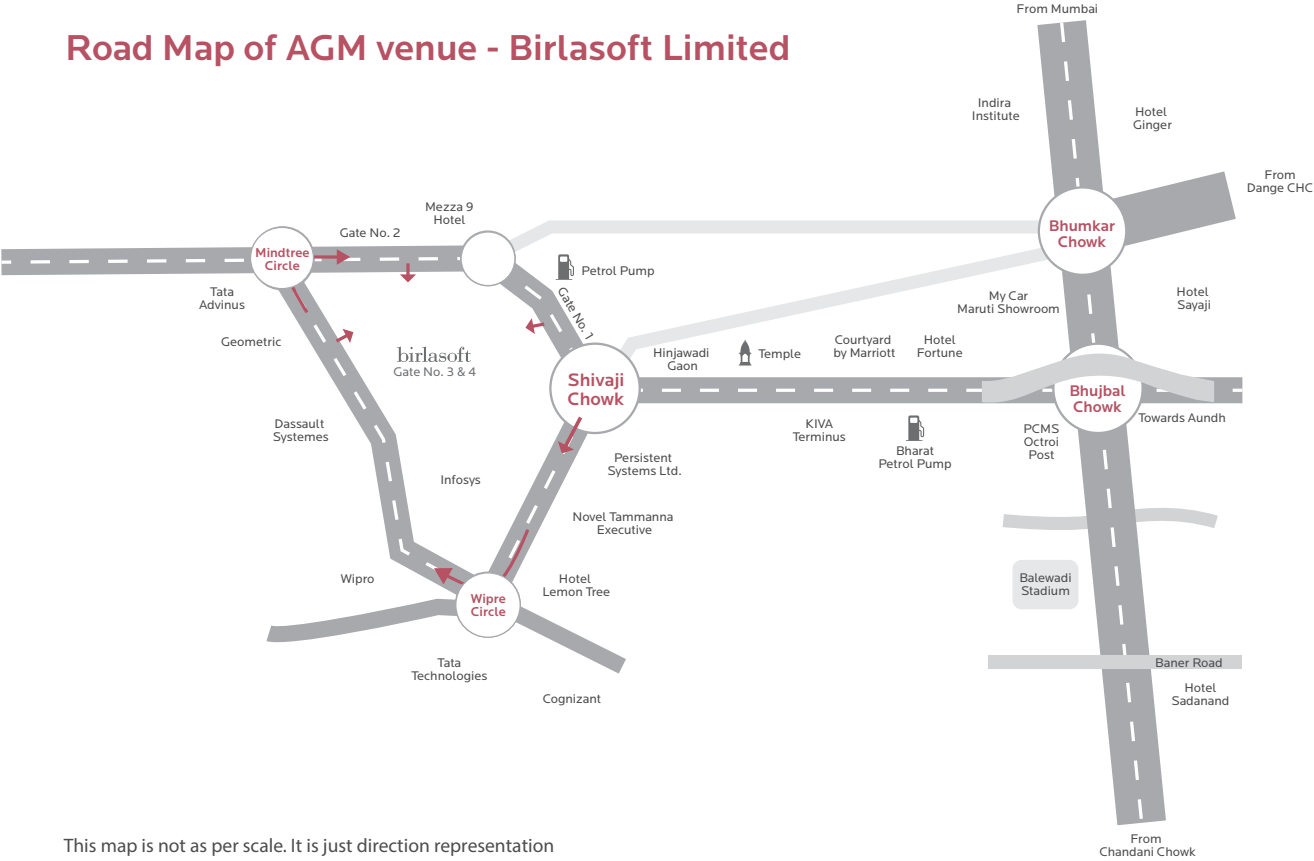 From Mumbai
Road Map of AGM venue - Birlasoft Limited
Indira
Institute
Hotel
Ginger
From
Dange CHC
Mezza 9
Hotel
Gate No. 2
Bhumkar
Chowk
Mindtree
Circle
Petrol Pump
Tata
Advinus
Gate No. 1
My Car
Maruti Showroom
Hotel
Sayaji
Geometric
birlasoft
Gate No. 3 & 4
Hinjawadi
Gaon
Temple
Courtyard
by Marriott
Hotel
Fortune
Shivaji
Chowk
Bhujbal
Chowk
Towards Aundh
Dassault
Systemes
KIVA
Terminus
Bharat
Petrol Pump
PCMS
Octroi
Post
Persistent
Systems Ltd.
Infosys
Novel Tammanna
Executive
Wipro
Hotel
Lemon Tree
Balewadi
Stadium
Wipre
Circle
Tata
Technologies
Baner Road
Cognizant
Hotel
Sadanand
This map is not as per scale. It is just direction representation
From
Chandani Chowk